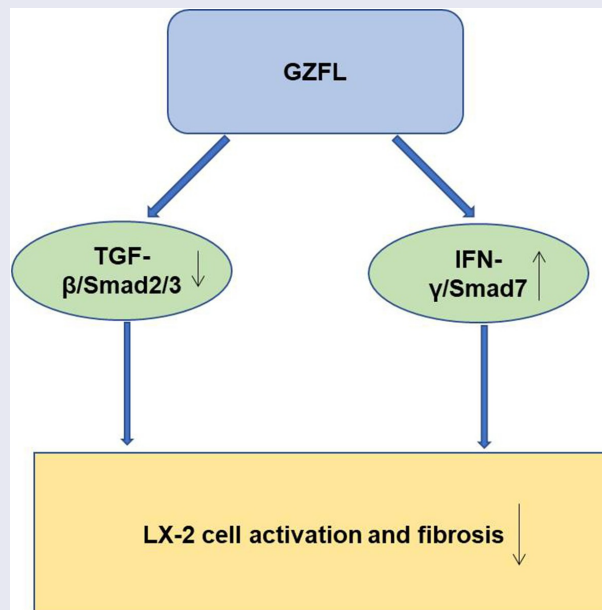 GZFL
TGF-
β/Smad2/3
IFN-
γ/Smad7
LX-2 cell activation and fibrosis